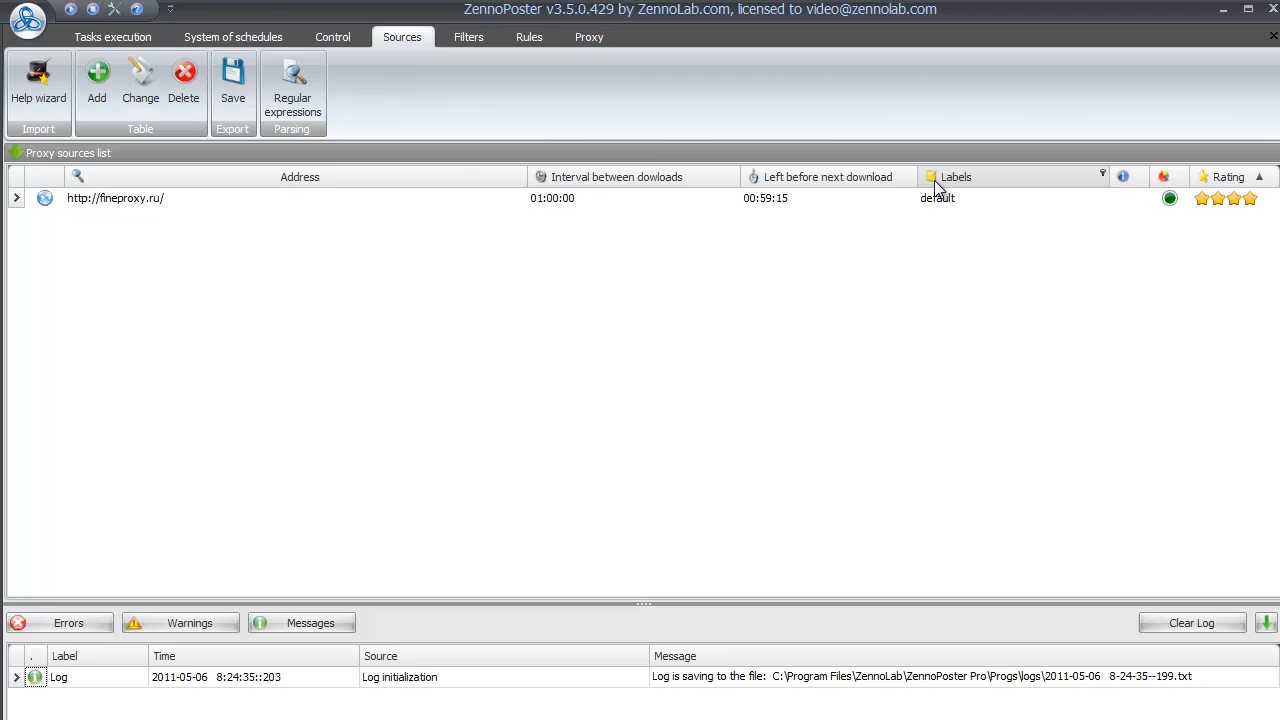 ZennoPoster v3.5.0.429 by ZennoLab.com, licensed to video@zennolab.com
Tasks execution System of schedules Control Sources Filters Rules Proxy
Help wizard Add Change Delete Save Regular expressions
Import Table Export Parsing
Proxy sources list
Address Interval between dowloads Left before next download Labels Rating
http://fineproxy.ru/ 01:00:00 00:59:15 default
Errors Warnings Messages Clear Log
. Label Time Source Message
Log 2011-05-06 8:24:35::203 Log initialization Log is saving to the file: C:\Program Files\ZennoLab\ZennoPoster Pro\Progs\logs\2011-05-06 8-24-35--199.txt